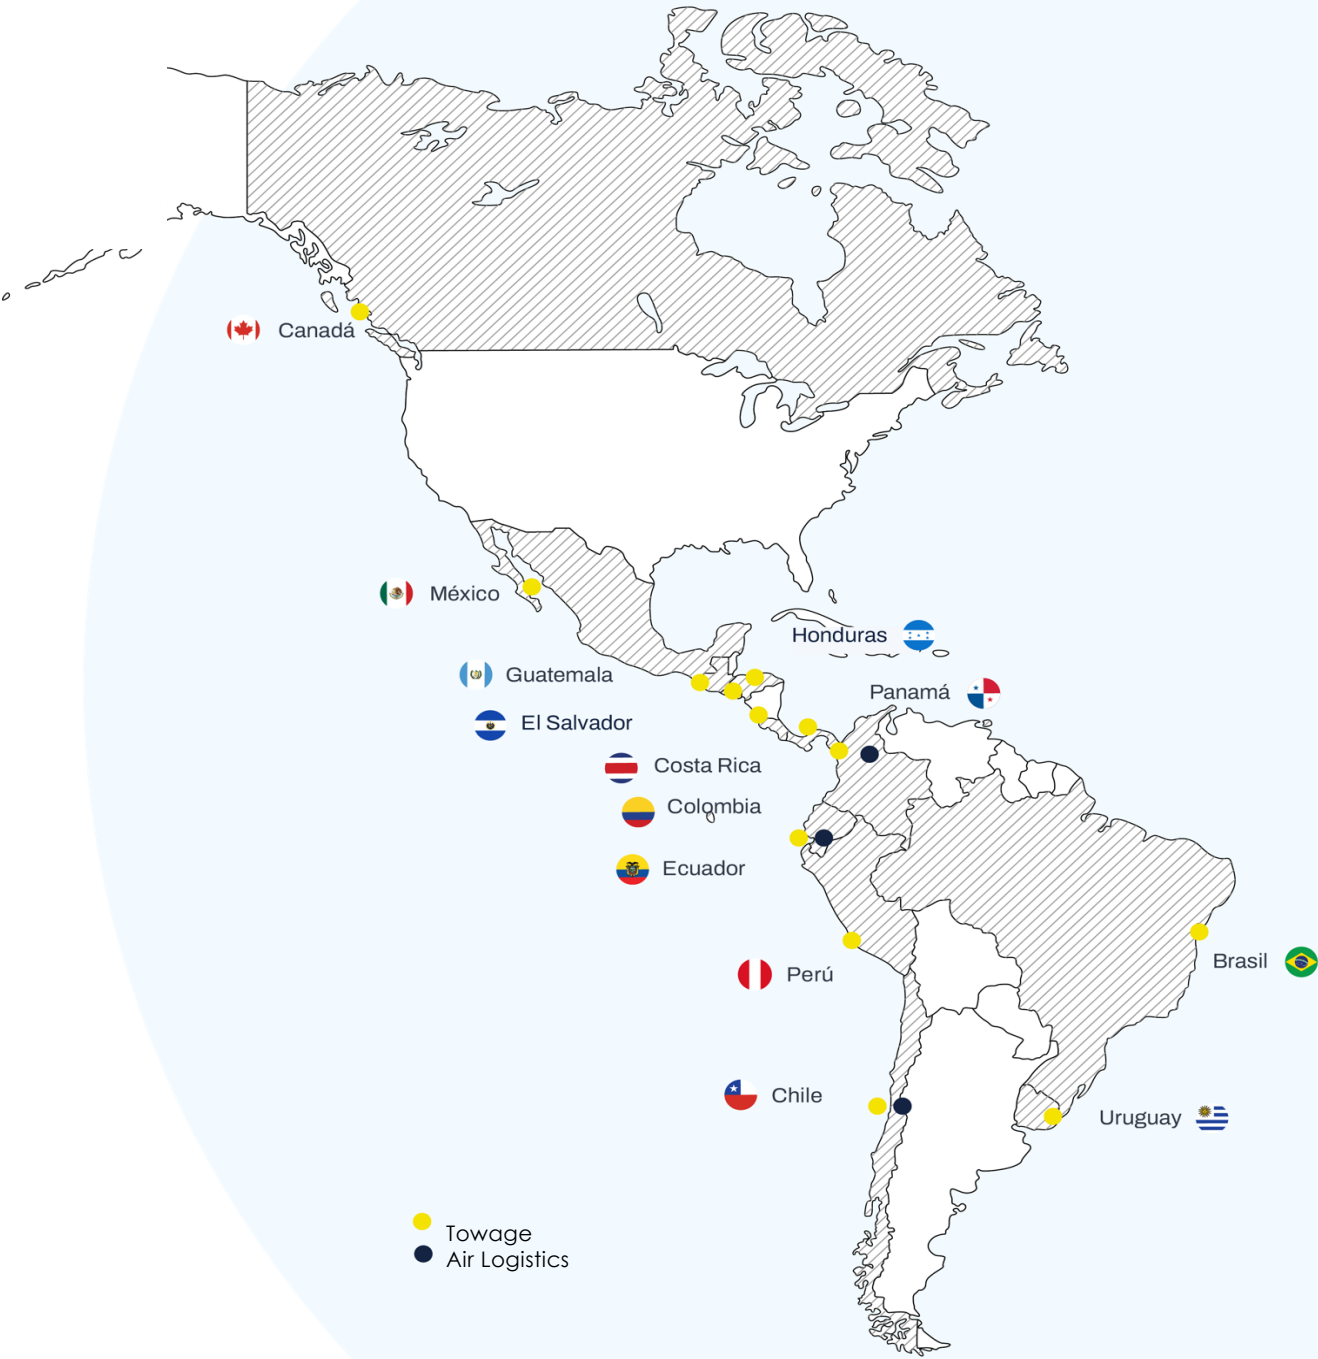 Canadá
México
Honduras
Guatemala
Panamá
El Salvador
Costa Rica
Colombia
Ecuador
Brasil
Perú
Chile
Uruguay
Towage
Air Logistics